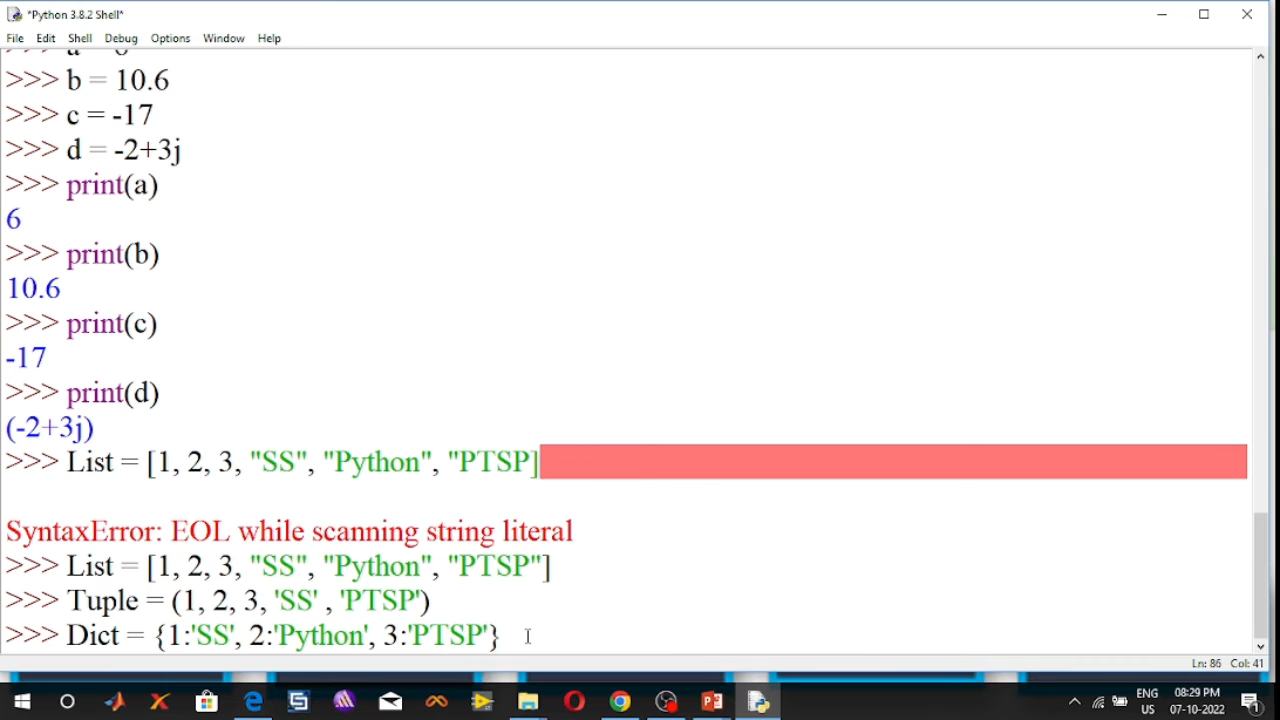 *Python 3.8.2 Shell*
File Edit Shell Debug Options Window Help
>>> a = 6
>>> b = 10.6
>>> c = -17
>>> d = -2+3j
>>> print(a)
6
>>> print(b)
10.6
>>> print(c)
-17
>>> print(d)
(-2+3j)
>>> List = [1, 2, 3, "SS", "Python", "PTSP]
SyntaxError: EOL while scanning string literal
>>> List = [1, 2, 3, "SS", "Python", "PTSP"]
>>> Tuple = (1, 2, 3, 'SS' , 'PTSP')
>>> Dict = {1:'SS', 2:'Python', 3:'PTSP'}
Ln: 86 Col: 41
ENG 08:29 PM
US 07-10-2022